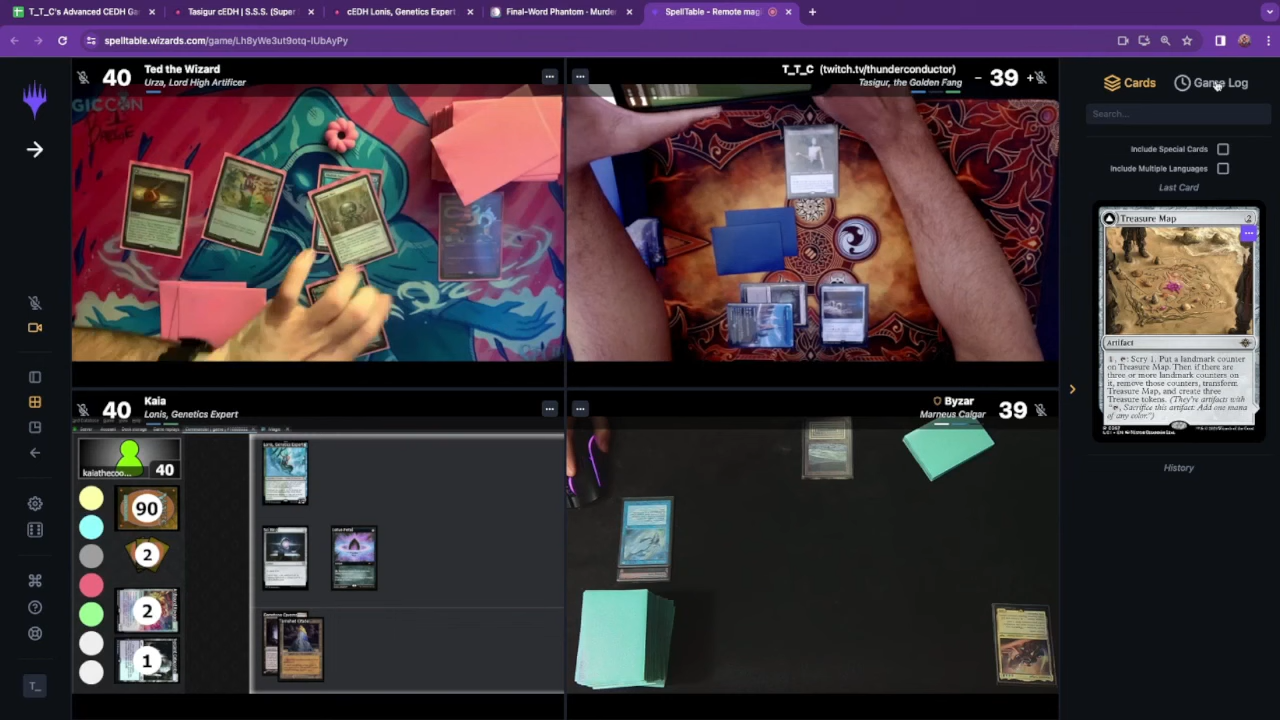 T_T_C's Advanced cEDH Ga
Tasigur cEDH | S.S.S. (Super
cEDH Lonis, Genetics Expert
Final-Word Phantom · Murder
SpellTable - Remote mag
spelltable.wizards.com/game/Lh8yWe3ut9otq-IUbAyPy
40
Ted the Wizard
Urza, Lord High Artificer
T_T_C (twitch.tv/thunderconductor)
Tasigur, the Golden Fang
− 39 +
40
Kaia
Lonis, Genetics Expert
Byzar
Marneus Calgar
39
kaiathecoo...
40
90
2
2
1
Cards
Game Log
Search...
Include Special Cards
Include Multiple Languages
Last Card
Treasure Map
2
Artifact
1, T: Scry 1. Put a landmark counter
on Treasure Map. Then if there are
three or more landmark counters on
it, remove those counters, transform
Treasure Map, and create three
Treasure tokens. (They're artifacts with
"T, Sacrifice this artifact: Add one mana
of any color.")
History
T_